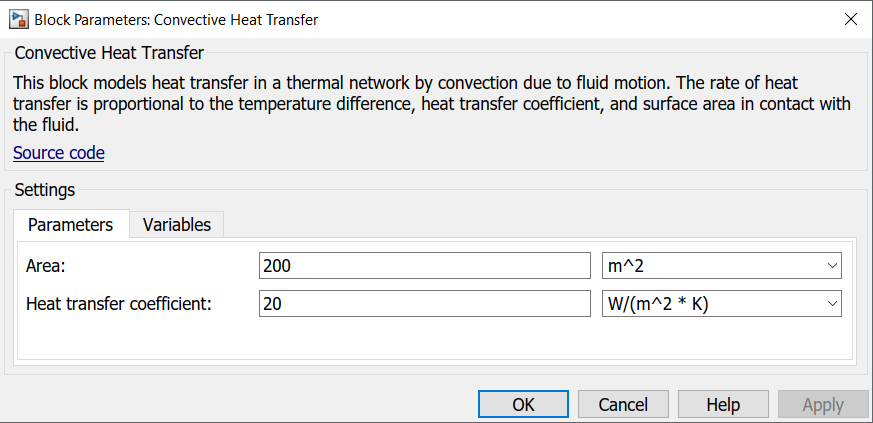 Block Parameters: Convective Heat Transfer
Convective Heat Transfer
This block models heat transfer in a thermal network by convection due to fluid motion. The rate of heat
transfer is proportional to the temperature difference, heat transfer coefficient, and surface area in contact with
the fluid.
Source code
Settings
Parameters Variables
Area: 200 m^2
Heat transfer coefficient: 20 W/(m^2 * K)
OK Cancel Help Apply